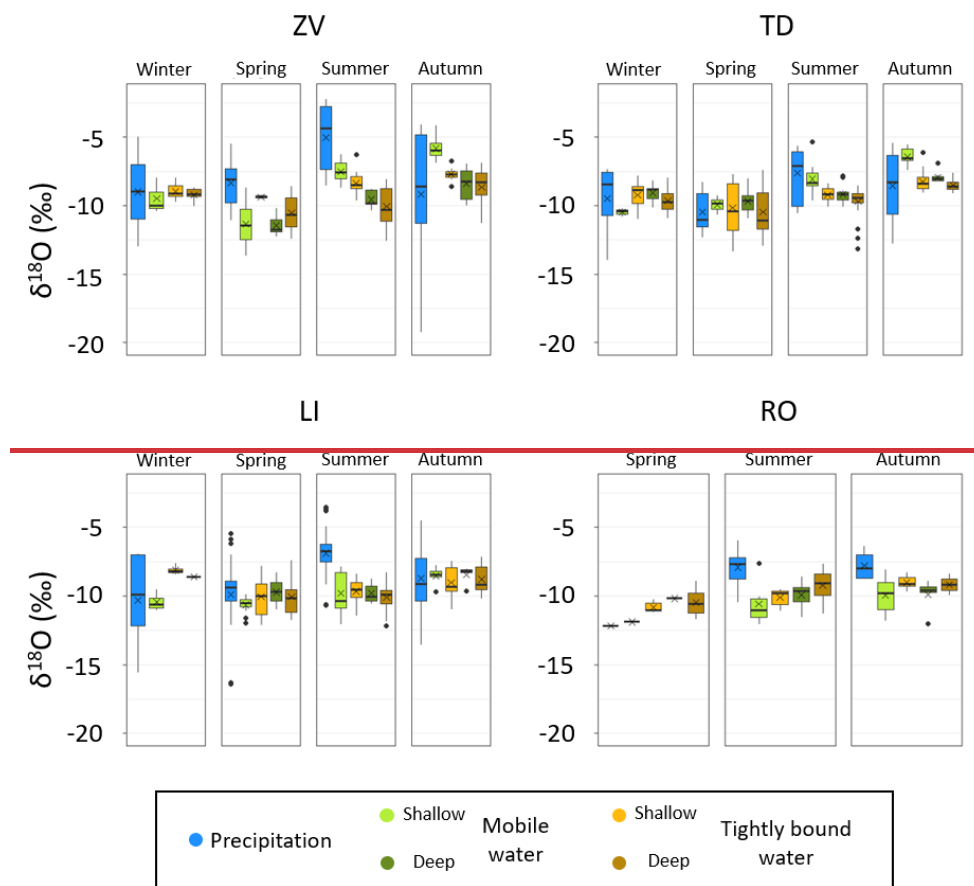 ZV TD
Winter Spring Summer Autumn Winter Spring Summer Autumn
-5 -5
-10 -10
-15 -15
-20 -20
δ¹⁸O (‰)
LI RO
Winter Spring Summer Autumn Spring Summer Autumn
-5 -5
-10 -10
-15 -15
-20 -20
δ¹⁸O (‰)
Precipitation
Shallow
Deep
Mobile
water
Shallow
Deep
Tightly bound
water